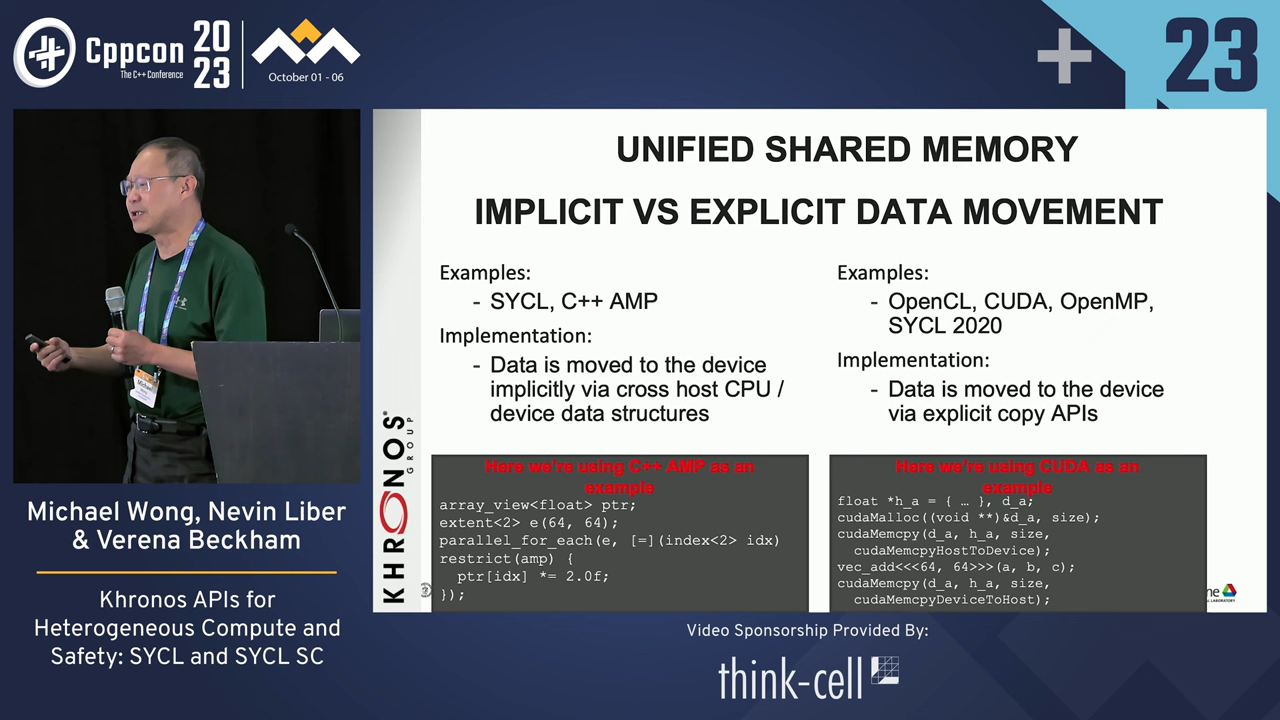 Cppcon
The C++ Conference
20
23
October 01 - 06
23
UNIFIED SHARED MEMORY
IMPLICIT VS EXPLICIT DATA MOVEMENT
Examples:
- SYCL, C++ AMP
Implementation:
- Data is moved to the device
implicitly via cross host CPU /
device data structures
Here we're using C++ AMP as an
example
array_view<float> ptr;
extent<2> e(64, 64);
parallel_for_each(e, [=](index<2> idx)
restrict(amp) {
ptr[idx] *= 2.0f;
});
Examples:
- OpenCL, CUDA, OpenMP,
SYCL 2020
Implementation:
- Data is moved to the device
via explicit copy APIs
Here we're using CUDA as an
example
float *h_a = { … }, d_a;
cudaMalloc((void **)&d_a, size);
cudaMemcpy(d_a, h_a, size,
cudaMemcpyHostToDevice);
vec_add<<<64, 64>>>(a, b, c);
cudaMemcpy(d_a, h_a, size,
cudaMemcpyDeviceToHost);
KHRONOS®
GROUP
Michael
Michael Wong, Nevin Liber
& Verena Beckham
Khronos APIs for
Heterogeneous Compute and
Safety: SYCL and SYCL SC
Video Sponsorship Provided By:
think-cell